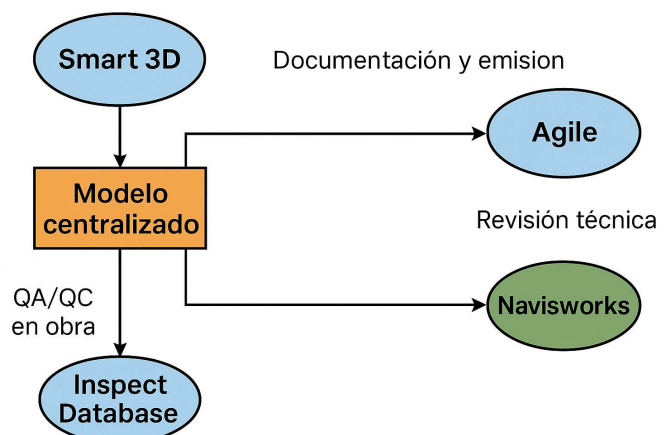 Smart 3D
Documentación y emision
Agile
Modelo
centralizado
Revisión técnica
QA/QC
en obra
Navisworks
Inspect
Database